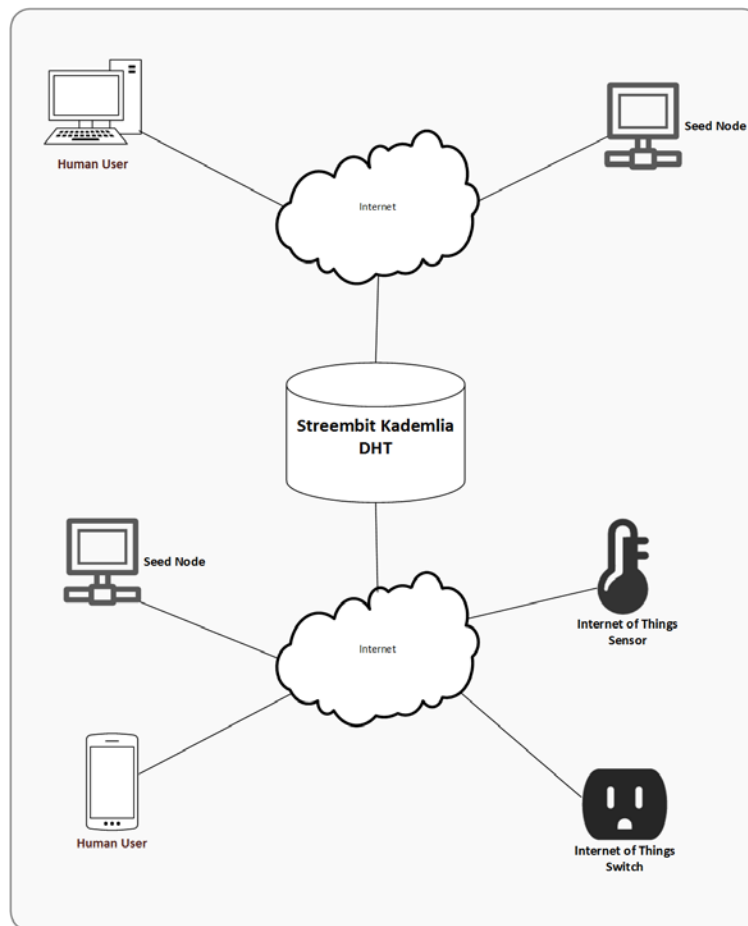 Human User
Seed Node
Internet
Streembit Kademlia
DHT
Seed Node
Internet of Things
Sensor
Internet
Human User
Internet of Things
Switch